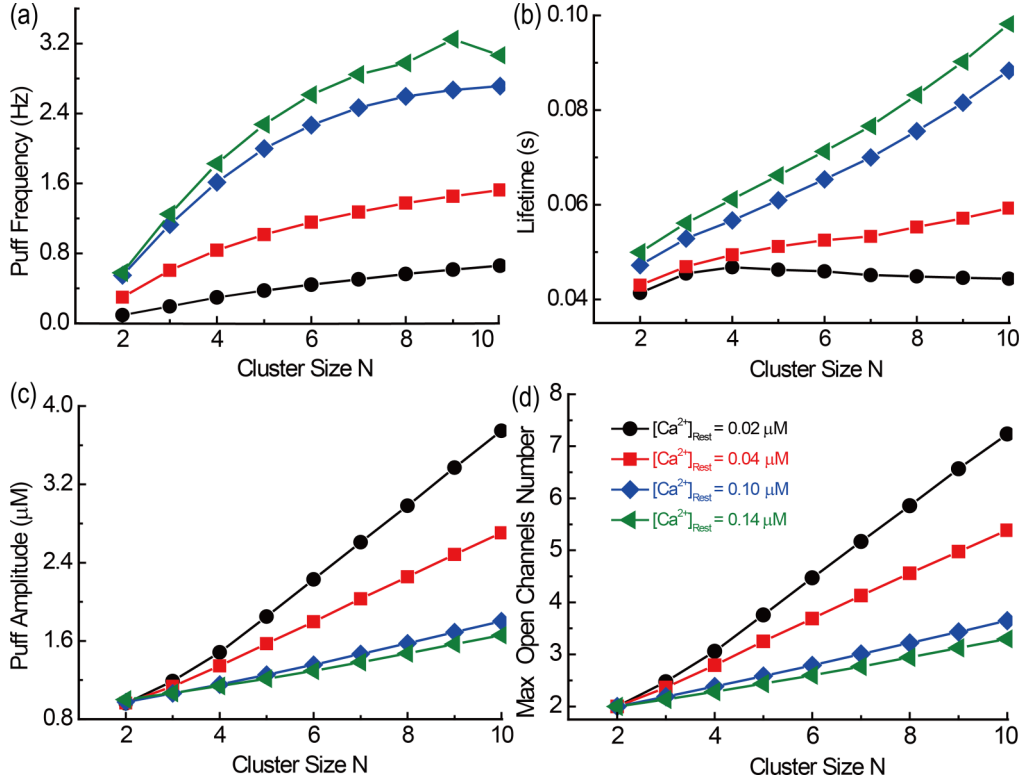 (a)
Puff Frequency (Hz)
3.2
2.4
1.6
0.8
0.0
2 4 6 8 10
Cluster Size N
(b)
Lifetime (s)
0.10
0.08
0.06
0.04
2 4 6 8 10
Cluster Size N
(c)
Puff Amplitude (μM)
4.0
3.2
2.4
1.6
0.8
2 4 6 8 10
Cluster Size N
(d)
Max Open Channels Number
8
7
6
5
4
3
2
[Ca²⁺]Rest = 0.02 μM
[Ca²⁺]Rest = 0.04 μM
[Ca²⁺]Rest = 0.10 μM
[Ca²⁺]Rest = 0.14 μM
2 4 6 8 10
Cluster Size N